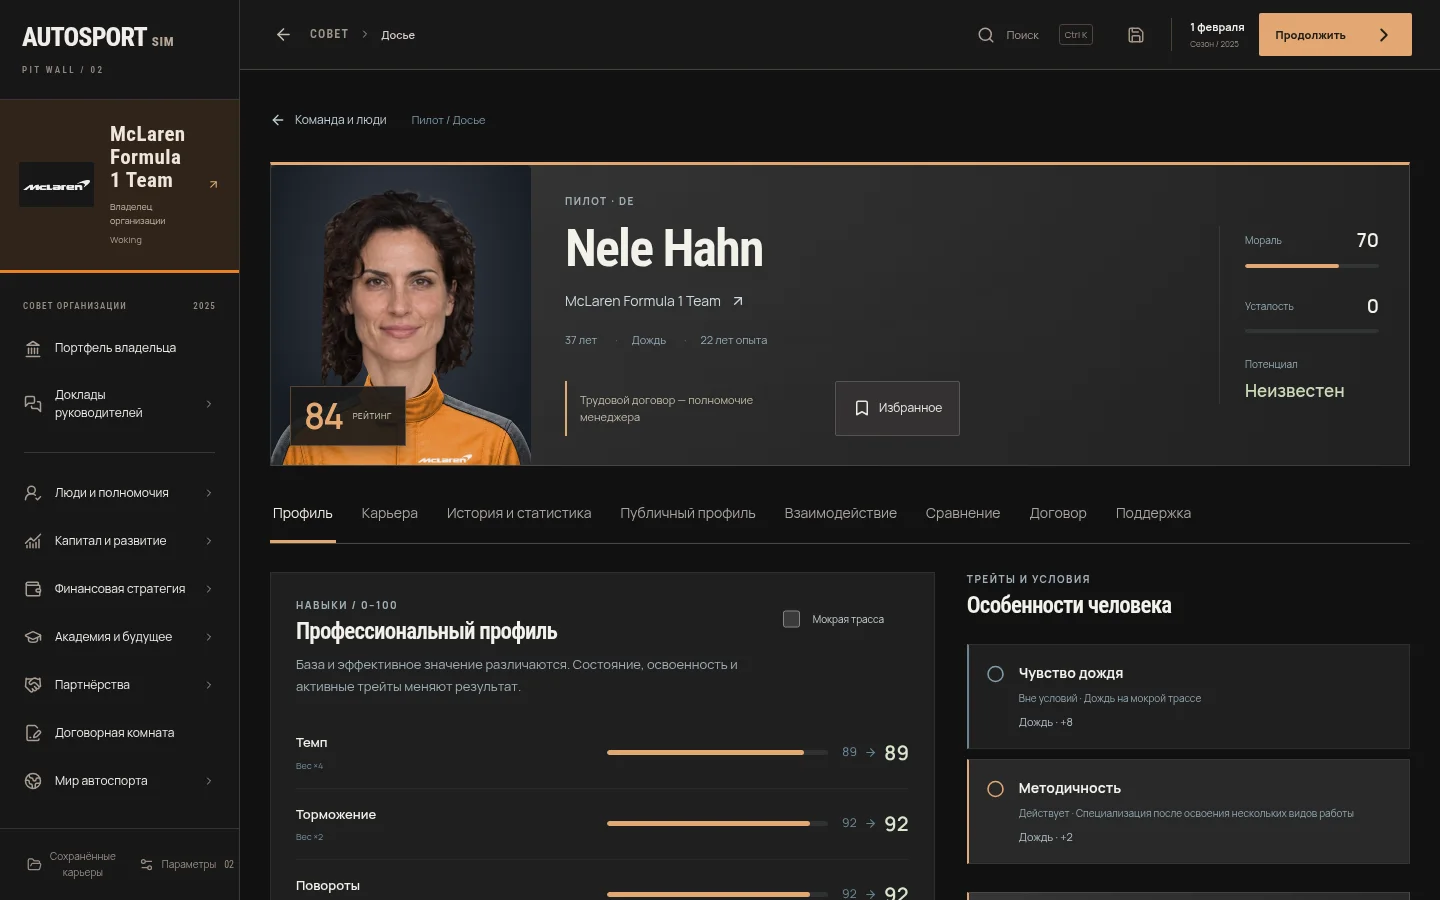 AUTOSPORT SIM
PIT WALL / 02
McLaren
McLaren
Formula
1 Team
Владелец
организации
Woking
СОВЕТ ОРГАНИЗАЦИИ 2025
Портфель владельца
Доклады
руководителей
Люди и полномочия
Капитал и развитие
Финансовая стратегия
Академия и будущее
Партнёрства
Договорная комната
Мир автоспорта
Сохранённые
карьеры
Параметры 02
СОВЕТ
Досье
Поиск
Ctrl K
1 февраля
Сезон / 2025
Продолжить
Команда и люди
Пилот / Досье
84 РЕЙТИНГ
McLaren
ПИЛОТ · DE
Nele Hahn
McLaren Formula 1 Team
37 лет · Дождь · 22 лет опыта
Трудовой договор — полномочие
менеджера
Избранное
Мораль 70
Усталость 0
Потенциал
Неизвестен
Профиль
Карьера
История и статистика
Публичный профиль
Взаимодействие
Сравнение
Договор
Поддержка
НАВЫКИ / 0–100
Профессиональный профиль
Мокрая трасса
База и эффективное значение различаются. Состояние, освоенность и
активные трейты меняют результат.
Темп
Вес ×4
89 → 89
Торможение
Вес ×2
92 → 92
Повороты
92 → 92
ТРЕЙТЫ И УСЛОВИЯ
Особенности человека
Чувство дождя
Вне условий · Дождь на мокрой трассе
Дождь · +8
Методичность
Действует · Специализация после освоения нескольких видов работы
Дождь · +2